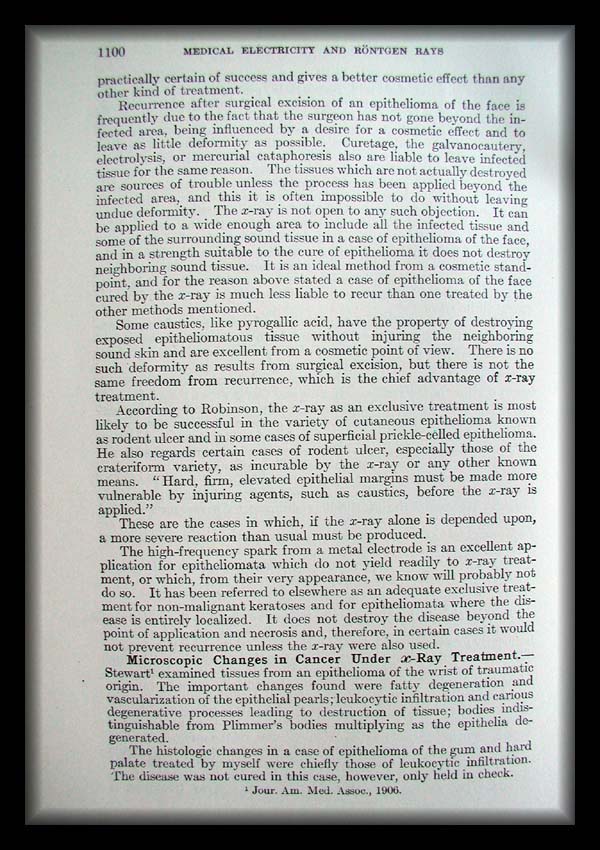 1100 MEDICAL ELECTRICITY AND RÖNTGEN RAYS
practically certain of success and gives a better cosmetic effect than any
other kind of treatment.
Recurrence after surgical excision of an epithelioma of the face is
frequently due to the fact that the surgeon has not gone beyond the in-
fected area, being influenced by a desire for a cosmetic effect and to
leave as little deformity as possible. Curetage, the galvanocautery,
electrolysis, or mercurial cataphoresis also are liable to leave infected
tissue for the same reason. The tissues which are not actually destroyed
are sources of trouble unless the process has been applied beyond the
infected area, and this it is often impossible to do without leaving
undue deformity. The x-ray is not open to any such objection. It can
be applied to a wide enough area to include all the infected tissue and
some of the surrounding sound tissue in a case of epithelioma of the face,
and in a strength suitable to the cure of epithelioma it does not destroy
neighboring sound tissue. It is an ideal method from a cosmetic stand-
point, and for the reason above stated a case of epithelioma of the face
cured by the x-ray is much less liable to recur than one treated by the
other methods mentioned.
Some caustics, like pyrogallic acid, have the property of destroying
exposed epitheliomatous tissue without injuring the neighboring
sound skin and are excellent from a cosmetic point of view. There is no
such deformity as results from surgical excision, but there is not the
same freedom from recurrence, which is the chief advantage of x-ray
treatment.
According to Robinson, the x-ray as an exclusive treatment is most
likely to be successful in the variety of cutaneous epithelioma known
as rodent ulcer and in some cases of superficial prickle-celled epithelioma.
He also regards certain cases of rodent ulcer, especially those of the
crateriform variety, as incurable by the x-ray or any other known
means. "Hard, firm, elevated epithelial margins must be made more
vulnerable by injuring agents, such as caustics, before the x-ray is
applied."
These are the cases in which, if the x-ray alone is depended upon,
a more severe reaction than usual must be produced.
The high-frequency spark from a metal electrode is an excellent ap-
plication for epitheliomata which do not yield readily to x-ray treat-
ment, or which, from their very appearance, we know will probably not
do so. It has been referred to elsewhere as an adequate exclusive treat-
ment for non-malignant keratoses and for epitheliomata where the dis-
ease is entirely localized. It does not destroy the disease beyond the
point of application and necrosis and, therefore, in certain cases it would
not prevent recurrence unless the x-ray were also used.
Microscopic Changes in Cancer Under x-Ray Treatment.—
Stewart¹ examined tissues from an epithelioma of the wrist of traumatic
origin. The important changes found were fatty degeneration and
vascularization of the epithelial pearls; leukocytic infiltration and carious
degenerative processes leading to destruction of tissue; bodies indis-
tinguishable from Plimmer's bodies multiplying as the epithelia de-
generated.
The histologic changes in a case of epithelioma of the gum and hard
palate treated by myself were chiefly those of leukocytic infiltration.
The disease was not cured in this case, however, only held in check.
¹ Jour. Am. Med. Assoc., 1906.